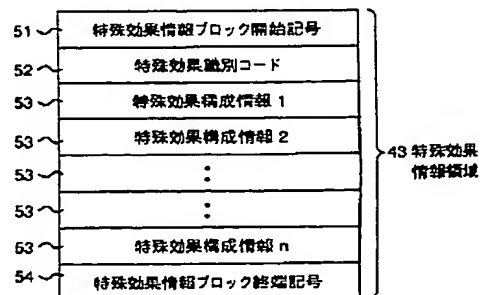 51 特殊効果情報ブロック開始記号
52 特殊効果識別コード
53 特殊効果構成情報 1
53 特殊効果構成情報 2
53 :
53 :
53 特殊効果構成情報 n
54 特殊効果情報ブロック終端記号
43 特殊効果
情報領域